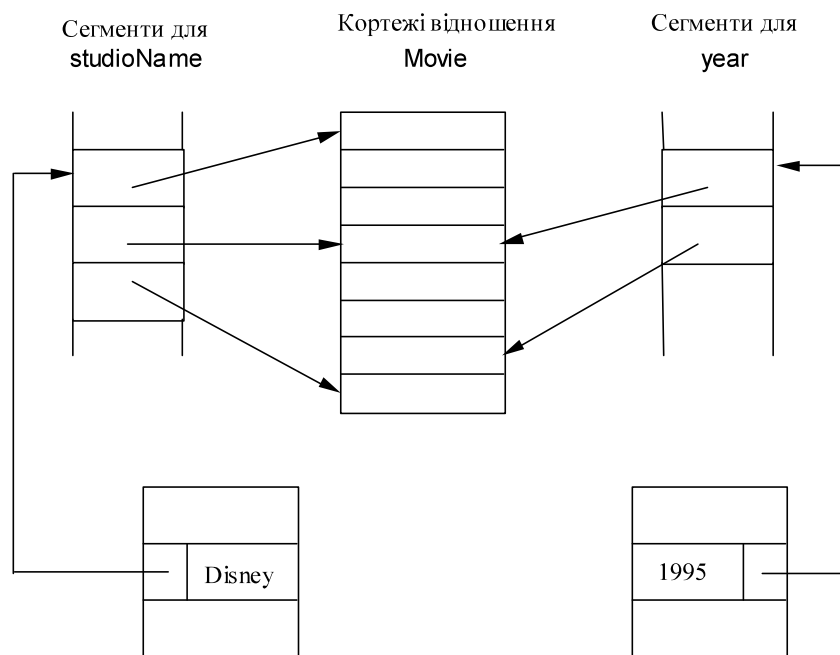 Сегменти для
studioName
Кортежі відношення
Movie
Сегменти для
year
Disney
1995